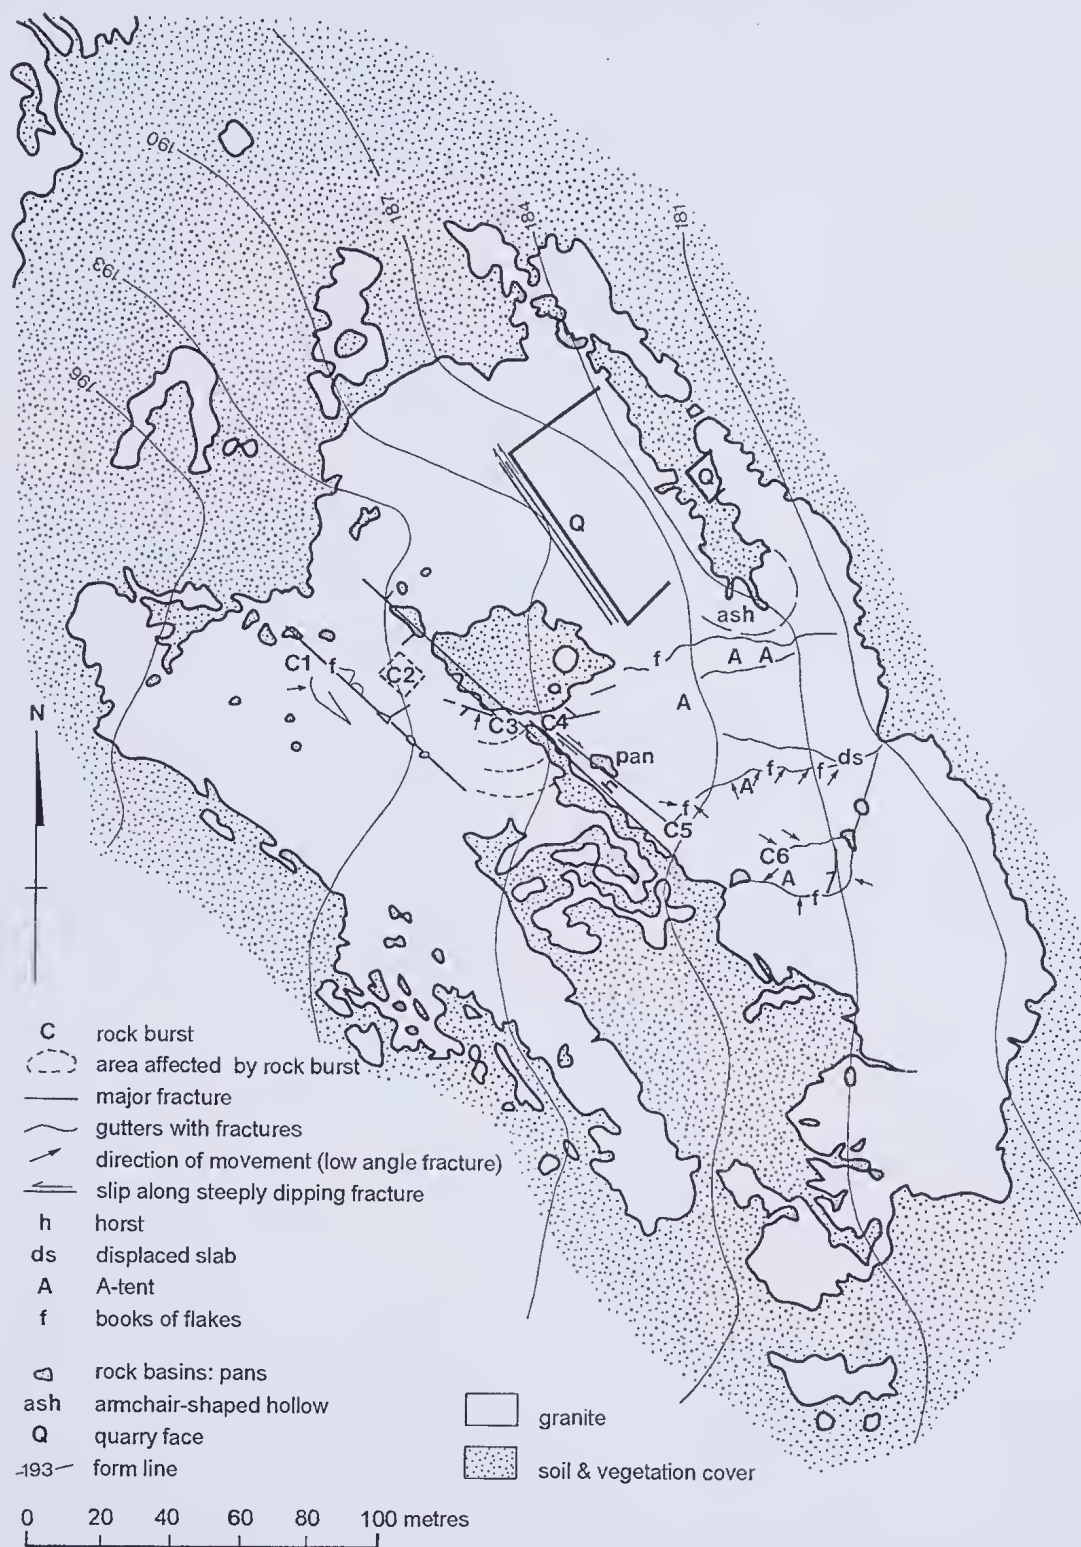 190
187
184
181
193
196
Q
Q
ash
f
A A
C1 f
C2
A
N
C3 C4
pan
ds
h
f
f
A
f
C5
C6
A
f
C rock burst
area affected by rock burst
major fracture
gutters with fractures
direction of movement (low angle fracture)
slip along steeply dipping fracture
h horst
ds displaced slab
A A-tent
f books of flakes
rock basins: pans
ash armchair-shaped hollow
Q quarry face
193 form line
granite
soil & vegetation cover
0 20 40 60 80 100 metres